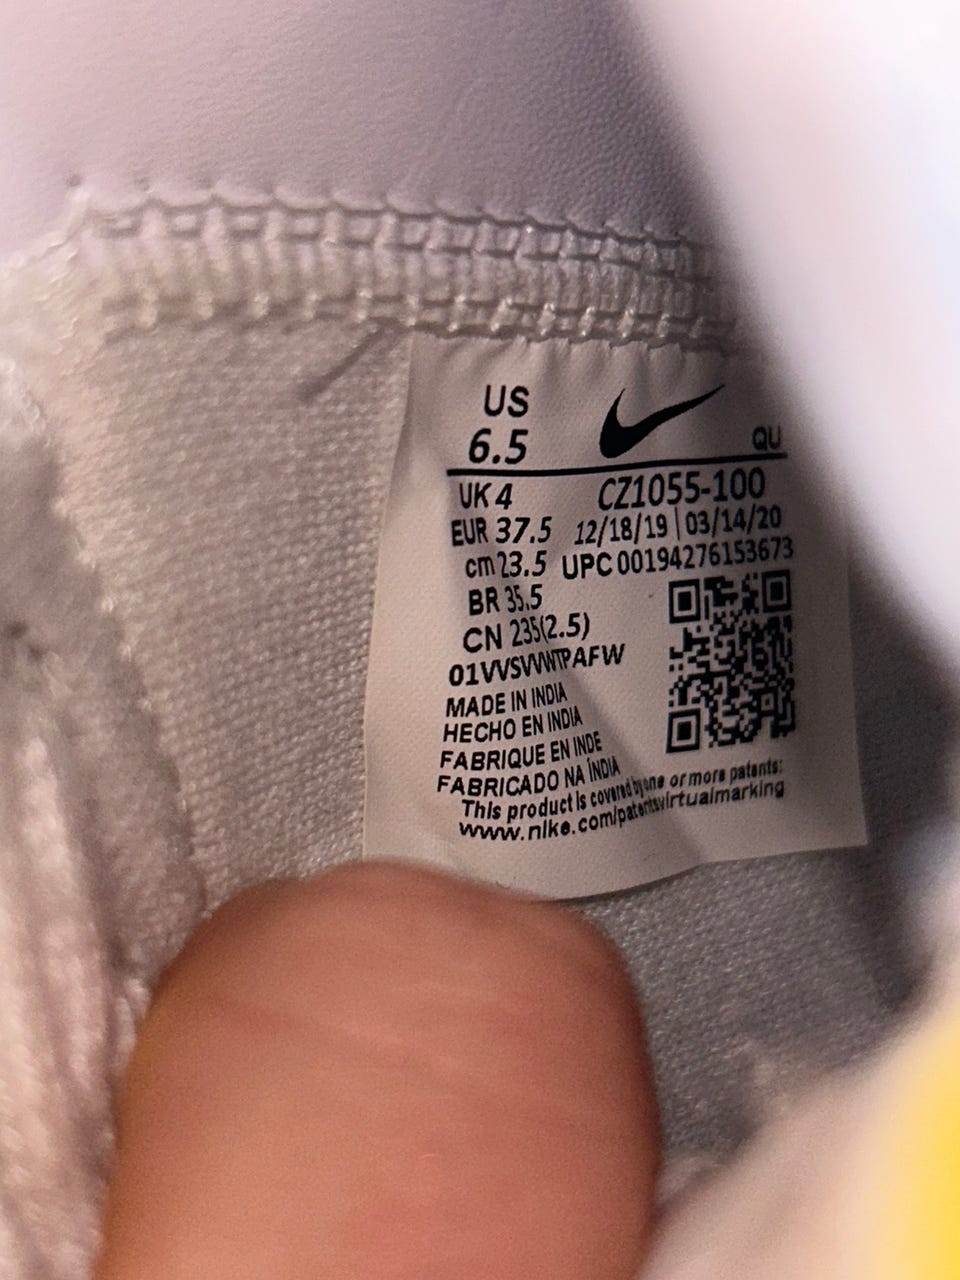 US
6.5
QU
UK 4 CZ1055-100
EUR 37.5 12/18/19 | 03/14/20
cm 23.5 UPC 00194276153673
BR 35.5
CN 235(2.5)
MADE IN INDIA
HECHO EN INDIA
FABRIQUE EN INDE
FABRICADO NA ÍNDIA
This product is covered by one or more patents:
www.nike.com/patentsvirtualmarking